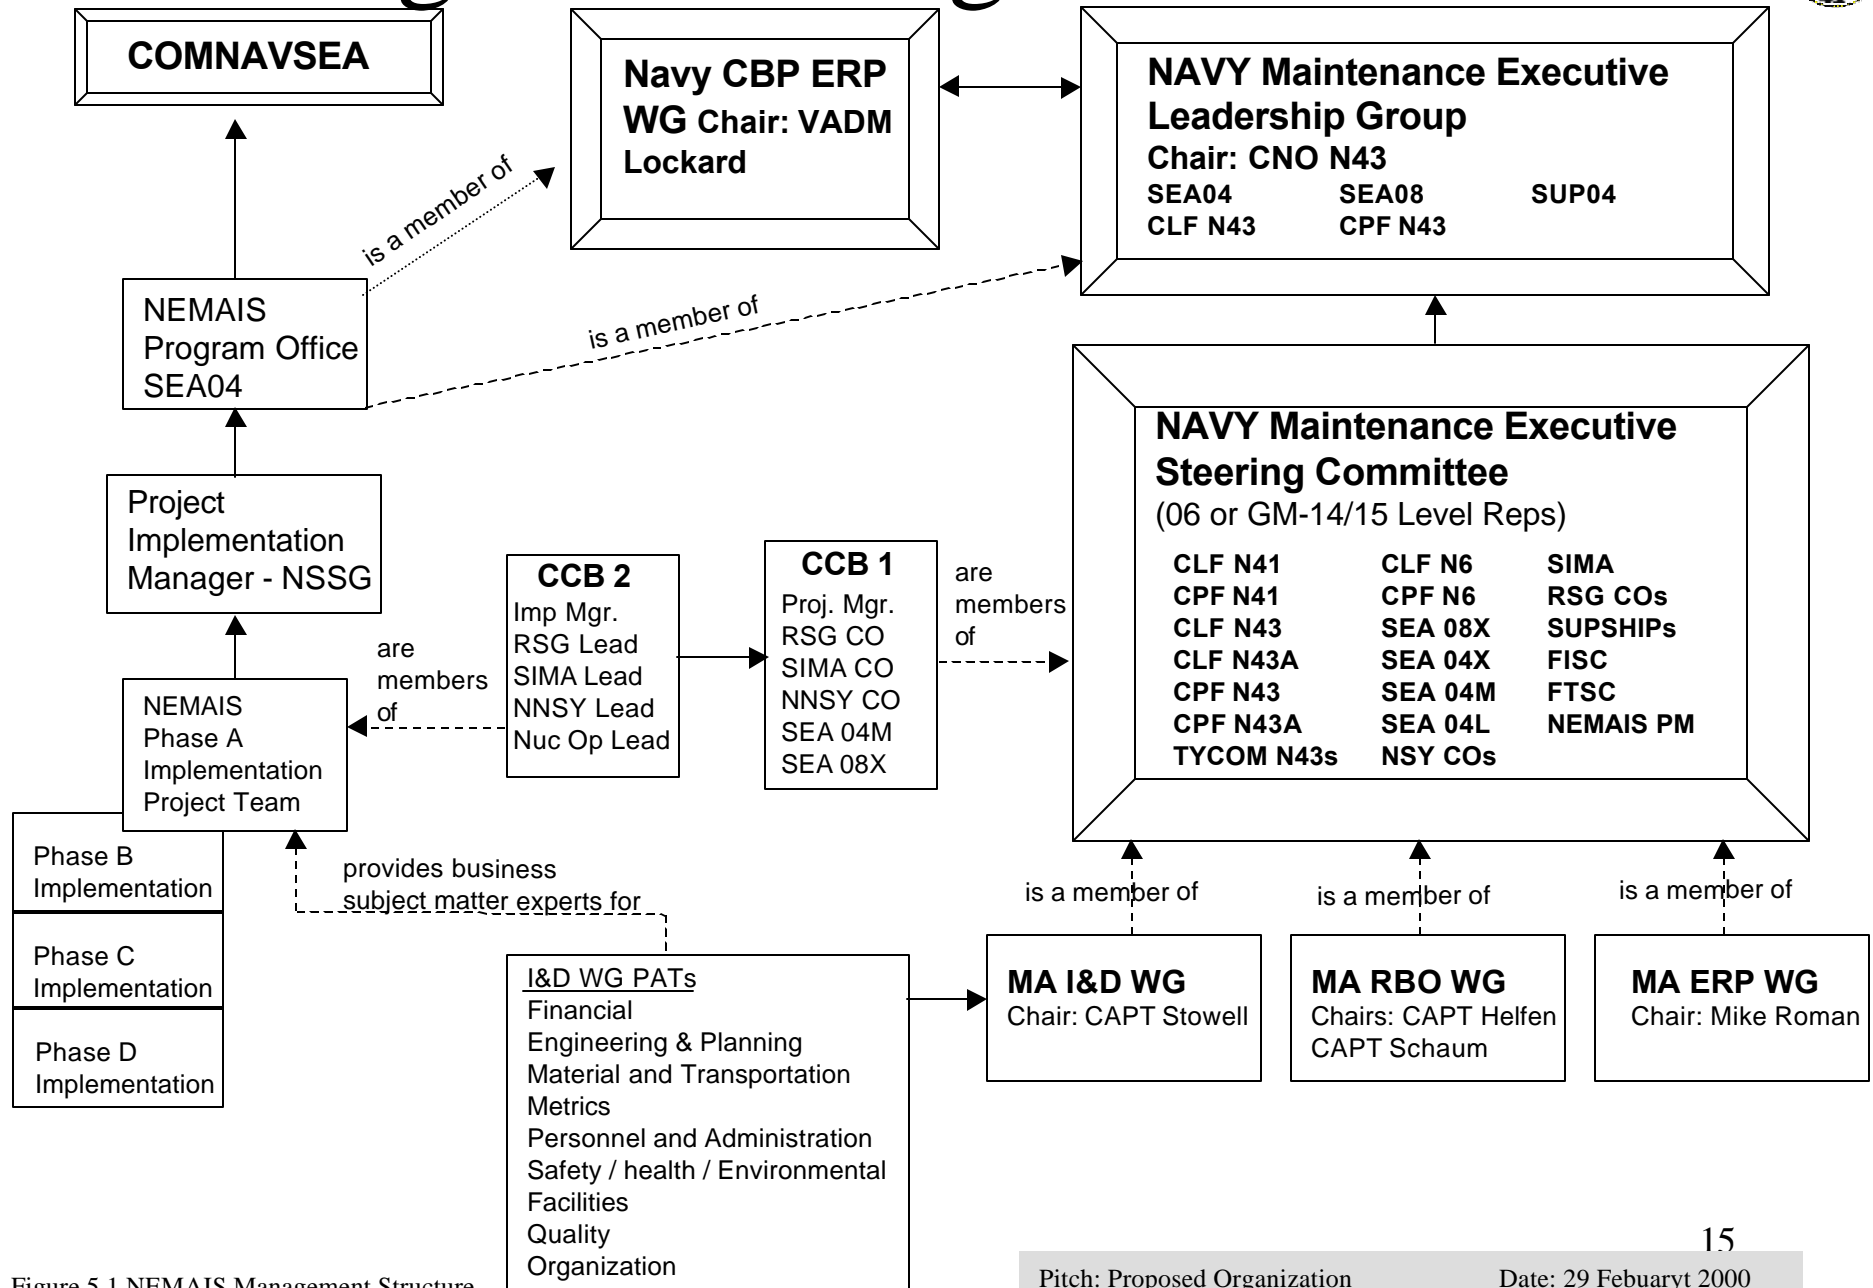 COMNAVSEA
Navy CBP ERP
WG Chair: VADM
Lockard
NAVY Maintenance Executive
Leadership Group
Chair: CNO N43
SEA04 SEA08 SUP04
CLF N43 CPF N43
is a member of
is a member of
NEMAIS
Program Office
SEA04
Project
Implementation
Manager - NSSG
NAVY Maintenance Executive
Steering Committee
(06 or GM-14/15 Level Reps)
CLF N41 CLF N6 SIMA
CPF N41 CPF N6 RSG COs
CLF N43 SEA 08X SUPSHIPs
CLF N43A SEA 04X FISC
CPF N43 SEA 04M FTSC
CPF N43A SEA 04L NEMAIS PM
TYCOM N43s NSY COs
CCB 2
Imp Mgr.
RSG Lead
SIMA Lead
NNSY Lead
Nuc Op Lead
CCB 1
Proj. Mgr.
RSG CO
SIMA CO
NNSY CO
SEA 04M
SEA 08X
are
members
of
are
members
of
NEMAIS
Phase A
Implementation
Project Team
Phase B
Implementation
Phase C
Implementation
Phase D
Implementation
provides business
subject matter experts for
is a member of
is a member of
is a member of
I&D WG PATs
Financial
Engineering & Planning
Material and Transportation
Metrics
Personnel and Administration
Safety / health / Environmental
Facilities
Quality
Organization
MA I&D WG
Chair: CAPT Stowell
MA RBO WG
Chairs: CAPT Helfen
CAPT Schaum
MA ERP WG
Chair: Mike Roman
15
Figure 5.1 NEMAIS Management Structure
Pitch: Proposed Organization Date: 29 Febuaryt 2000